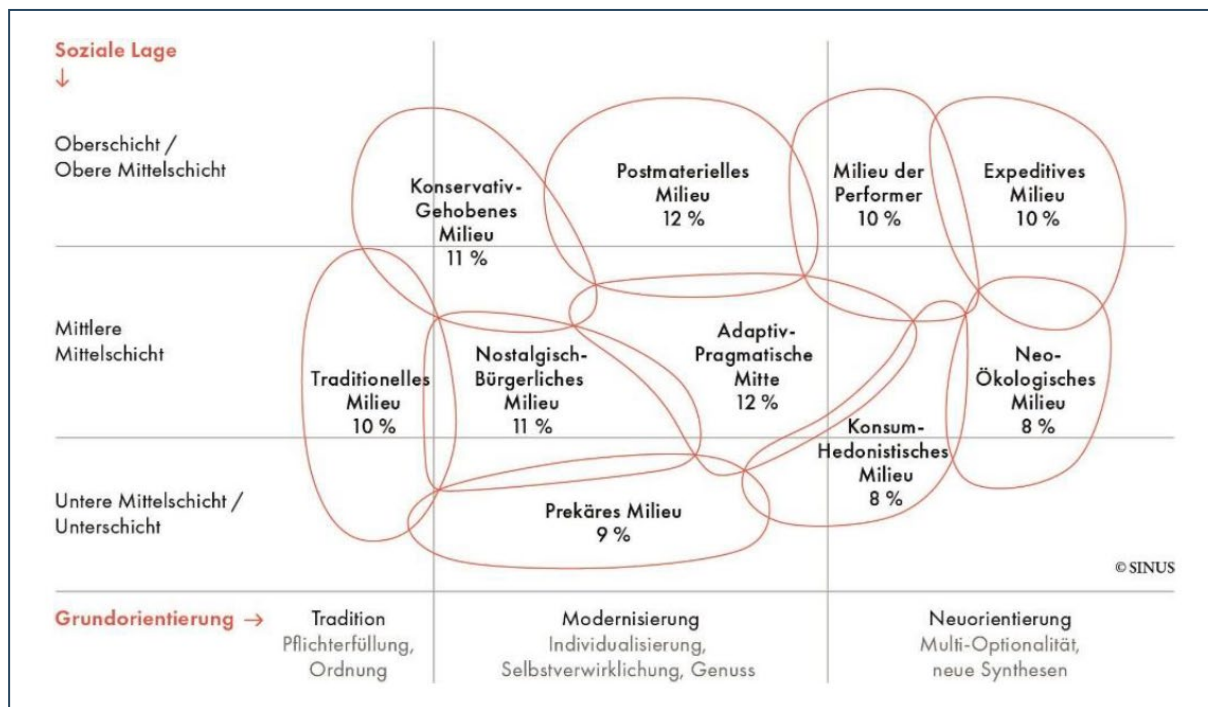 Soziale Lage
↓
Oberschicht /
Obere Mittelschicht
Konservativ-
Gehobenes
Milieu
11 %
Postmaterielles
Milieu
12 %
Milieu der
Performer
10 %
Expeditives
Milieu
10 %
Mittlere
Mittelschicht
Traditionelles
Milieu
10 %
Nostalgisch-
Bürgerliches
Milieu
11 %
Adaptiv-
Pragmatische
Mitte
12 %
Konsum-
Hedonistisches
Milieu
8 %
Neo-
Ökologisches
Milieu
8 %
Untere Mittelschicht /
Unterschicht
Prekäres Milieu
9 %
© SINUS
Grundorientierung →
Tradition
Pflichterfüllung,
Ordnung
Modernisierung
Individualisierung,
Selbstverwirklichung, Genuss
Neuorientierung
Multi-Optionalität,
neue Synthesen